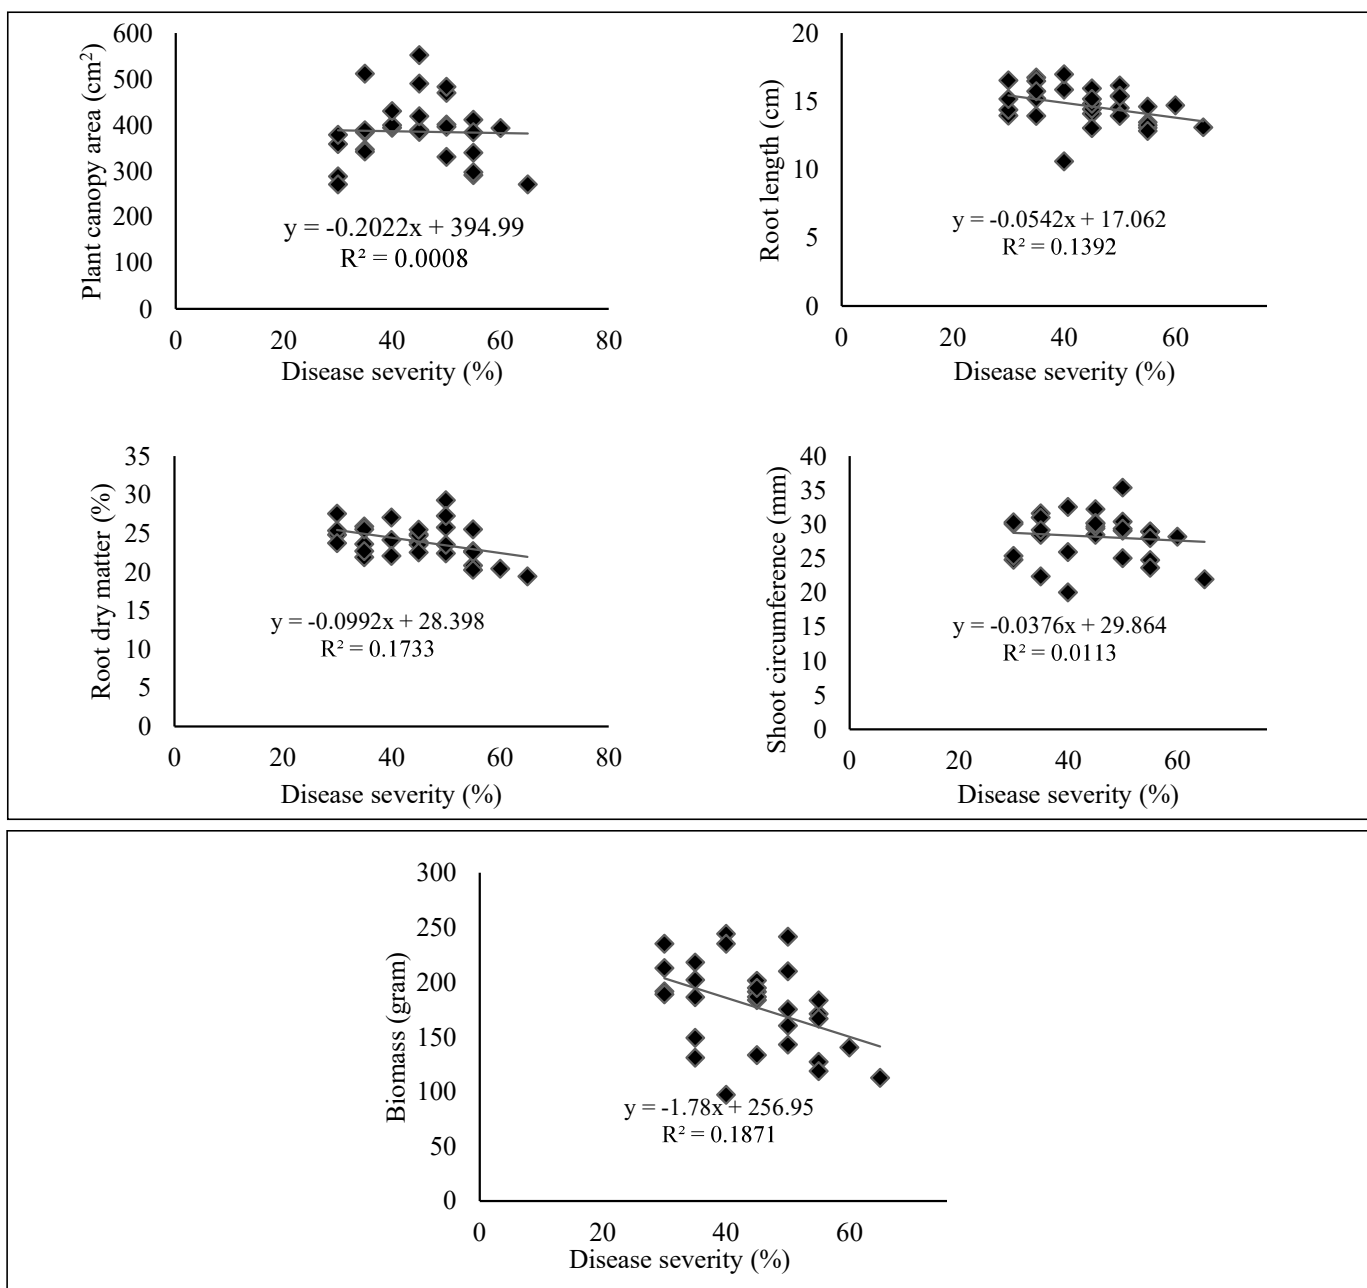 Plant canopy area (cm²)
600
500
400
300
200
100
0
y = -0.2022x + 394.99
R² = 0.0008
0 20 40 60 80
Disease severity (%)
Root length (cm)
20
15
10
5
0
y = -0.0542x + 17.062
R² = 0.1392
0 20 40 60
Disease severity (%)
Root dry matter (%)
35
30
25
20
15
10
5
0
y = -0.0992x + 28.398
R² = 0.1733
0 20 40 60 80
Disease severity (%)
Shoot circumference (mm)
40
35
30
25
20
15
10
5
0
y = -0.0376x + 29.864
R² = 0.0113
0 20 40 60
Disease severity (%)
Biomass (gram)
300
250
200
150
100
50
0
y = -1.78x + 256.95
R² = 0.1871
0 20 40 60
Disease severity (%)